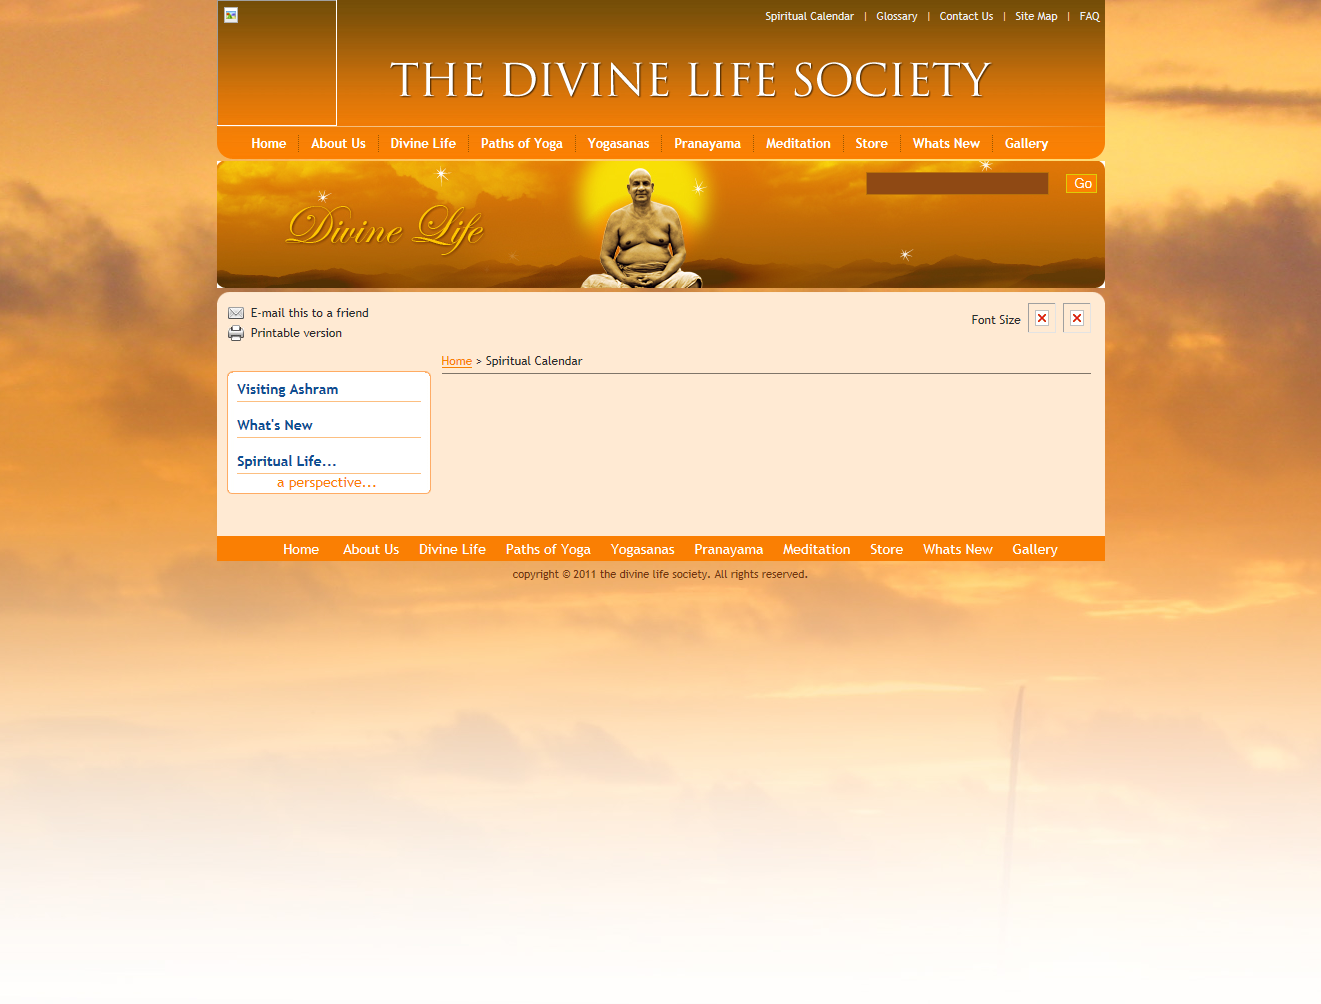 Spiritual Calendar | Glossary | Contact Us | Site Map | FAQ
THE DIVINE LIFE SOCIETY
Home About Us Divine Life Paths of Yoga Yogasanas Pranayama Meditation Store Whats New Gallery
Go
Divine Life
E-mail this to a friend
Printable version
Font Size
Home > Spiritual Calendar
Visiting Ashram
What's New
Spiritual Life...
a perspective...
Home About Us Divine Life Paths of Yoga Yogasanas Pranayama Meditation Store Whats New Gallery
copyright © 2011 the divine life society. All rights reserved.